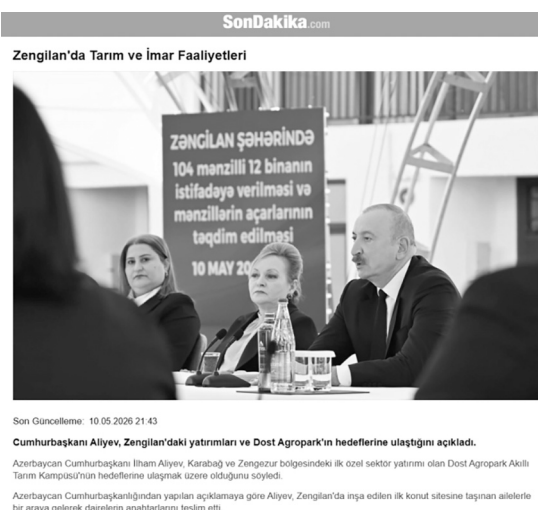 SonDakika.com
Zengilan'da Tarım ve İmar Faaliyetleri
ZƏNGİLAN ŞƏHƏRİNDƏ
104 mənzilli 12 binanın
istifadəyə verilməsi və
mənzillərin açarlarının
təqdim edilməsi
10 MAY
Son Güncelleme: 10.05.2026 21:43
Cumhurbaşkanı Aliyev, Zengilan'daki yatırımları ve Dost Agropark'ın hedeflerine ulaştığını açıkladı.
Azerbaycan Cumhurbaşkanı İlham Aliyev, Karabağ ve Zengezur bölgesindeki ilk özel sektör yatırımı olan Dost Agropark Akıllı
Tarım Kampüsü'nün hedeflerine ulaşmak üzere olduğunu söyledi.
Azerbaycan Cumhurbaşkanlığından yapılan açıklamaya göre Aliyev, Zengilan'da inşa edilen ilk konut sitesine taşınan ailelerle
bir araya gelerek dairelerin anahtarlarını teslim etti.